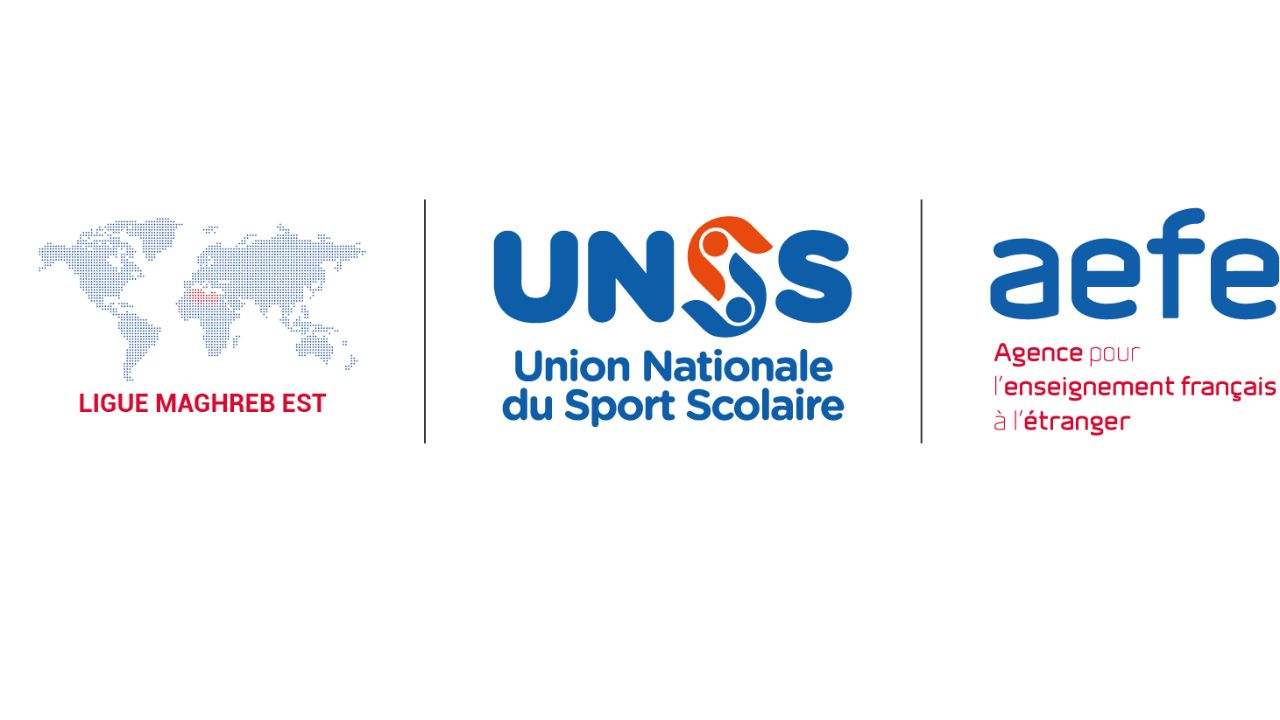 LIGUE MAGHREB EST
UNSS
Union Nationale
du Sport Scolaire
aefe
Agence pour
l'enseignement français
à l'étranger